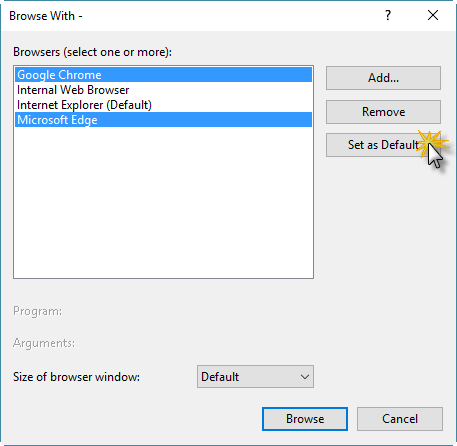 Browse With -
?
Browsers (select one or more):
Google Chrome
Internal Web Browser
Internet Explorer (Default)
Microsoft Edge
Add...
Remove
Set as Default
Program:
Arguments:
Size of browser window:
Default
Browse
Cancel